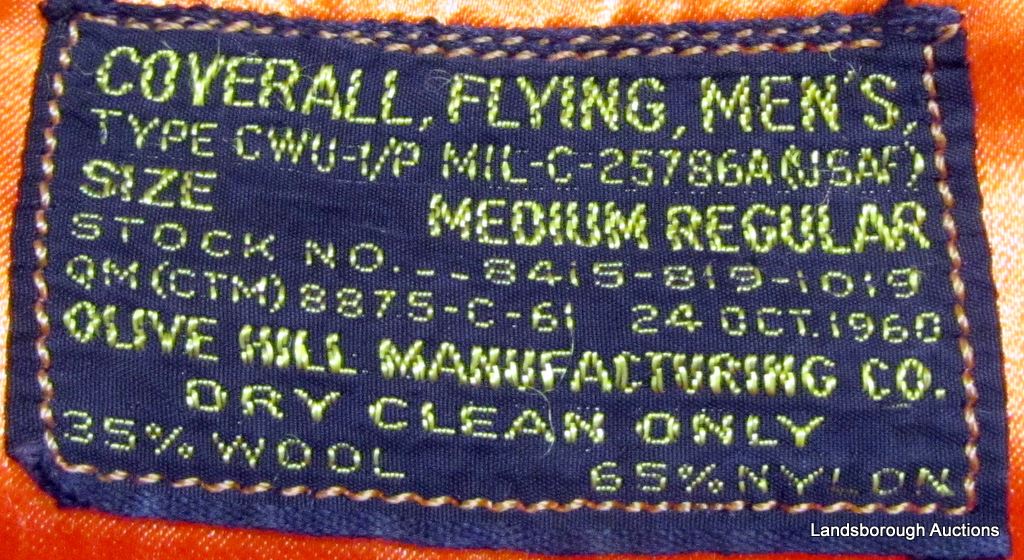 COVERALL, FLYING, MEN'S,
TYPE CWU-1/P MIL-C-25786A(USAF)
SIZE MEDIUM REGULAR
STOCK NO.__8415-819-1019
QM(CTM)8875-C-61 24 OCT.1960
OLIVE HILL MANUFACTURING CO.
DRY CLEAN ONLY
35% WOOL 65% NYLON
Landsborough Auctions